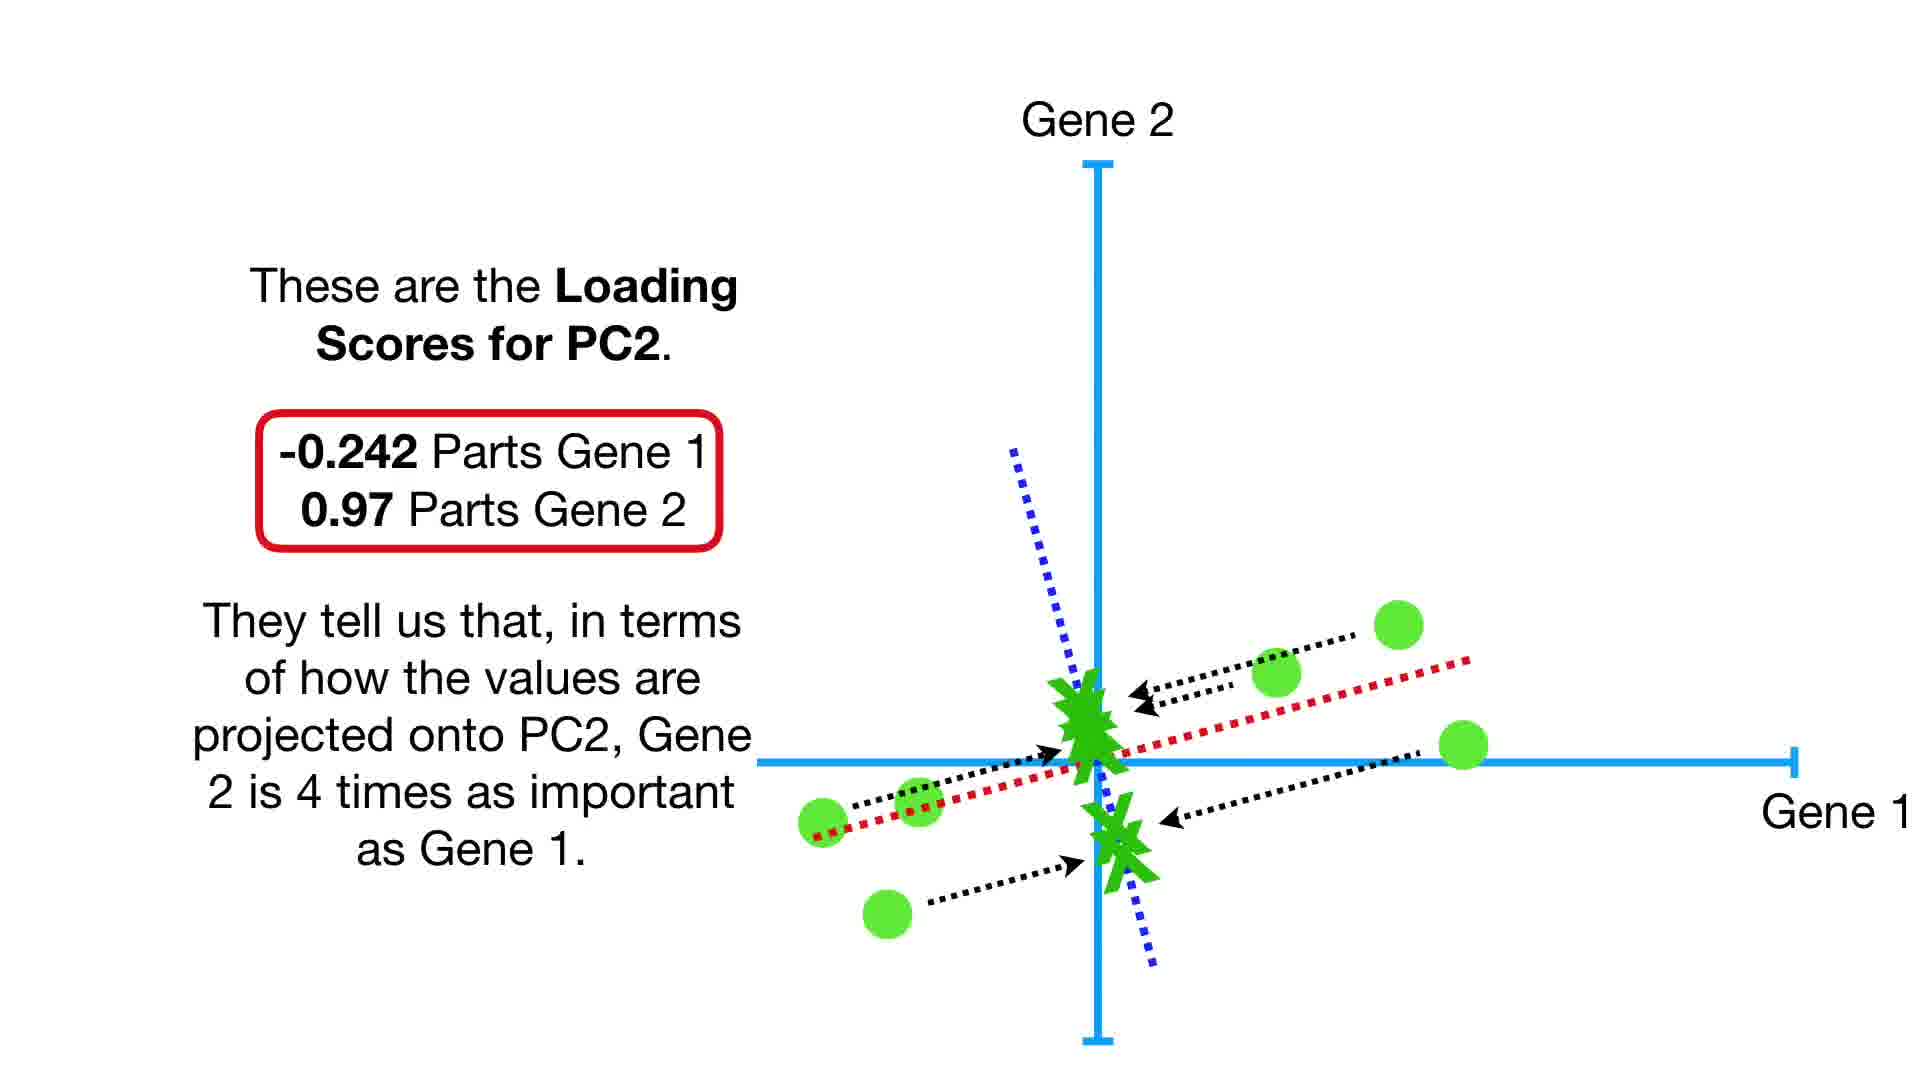 Gene 2
These are the Loading
Scores for PC2.
-0.242 Parts Gene 1
0.97 Parts Gene 2
They tell us that, in terms
of how the values are
projected onto PC2, Gene
2 is 4 times as important
as Gene 1.
Gene 1